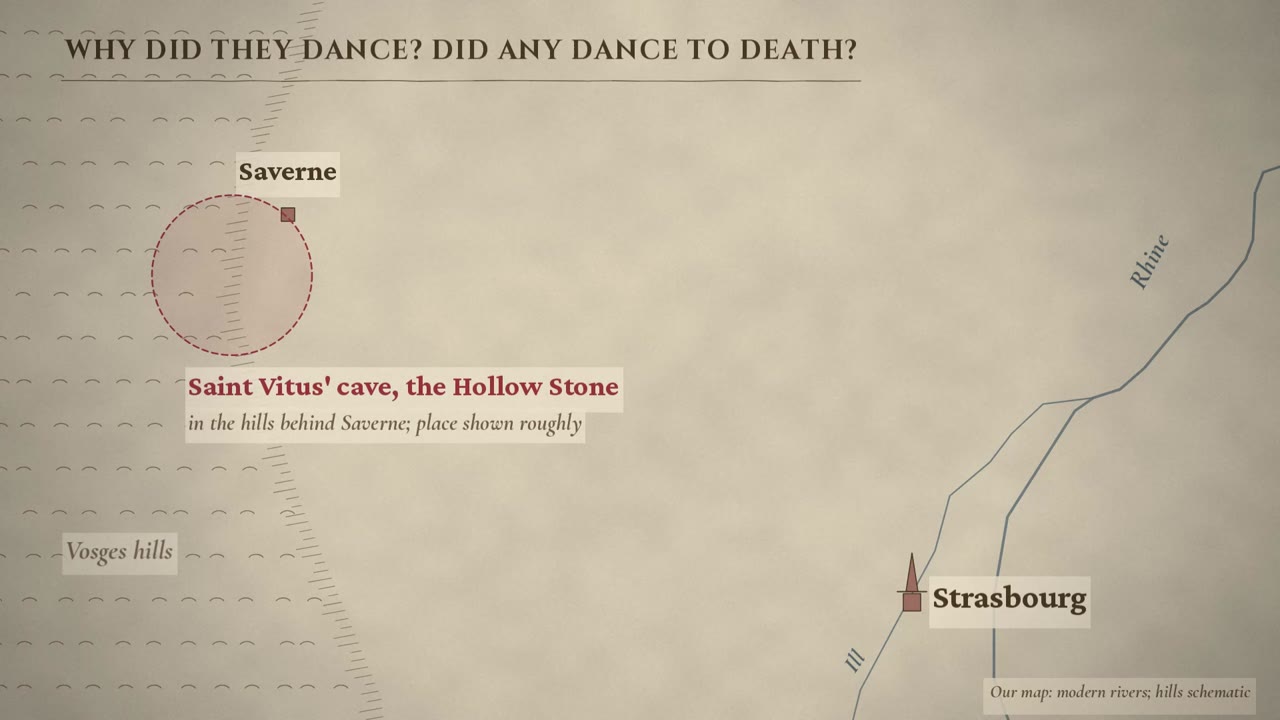 WHY DID THEY DANCE? DID ANY DANCE TO DEATH?
Saverne
Rhine
Saint Vitus' cave, the Hollow Stone
in the hills behind Saverne; place shown roughly
Vosges hills
Strasbourg
Ill
Our map: modern rivers; hills schematic